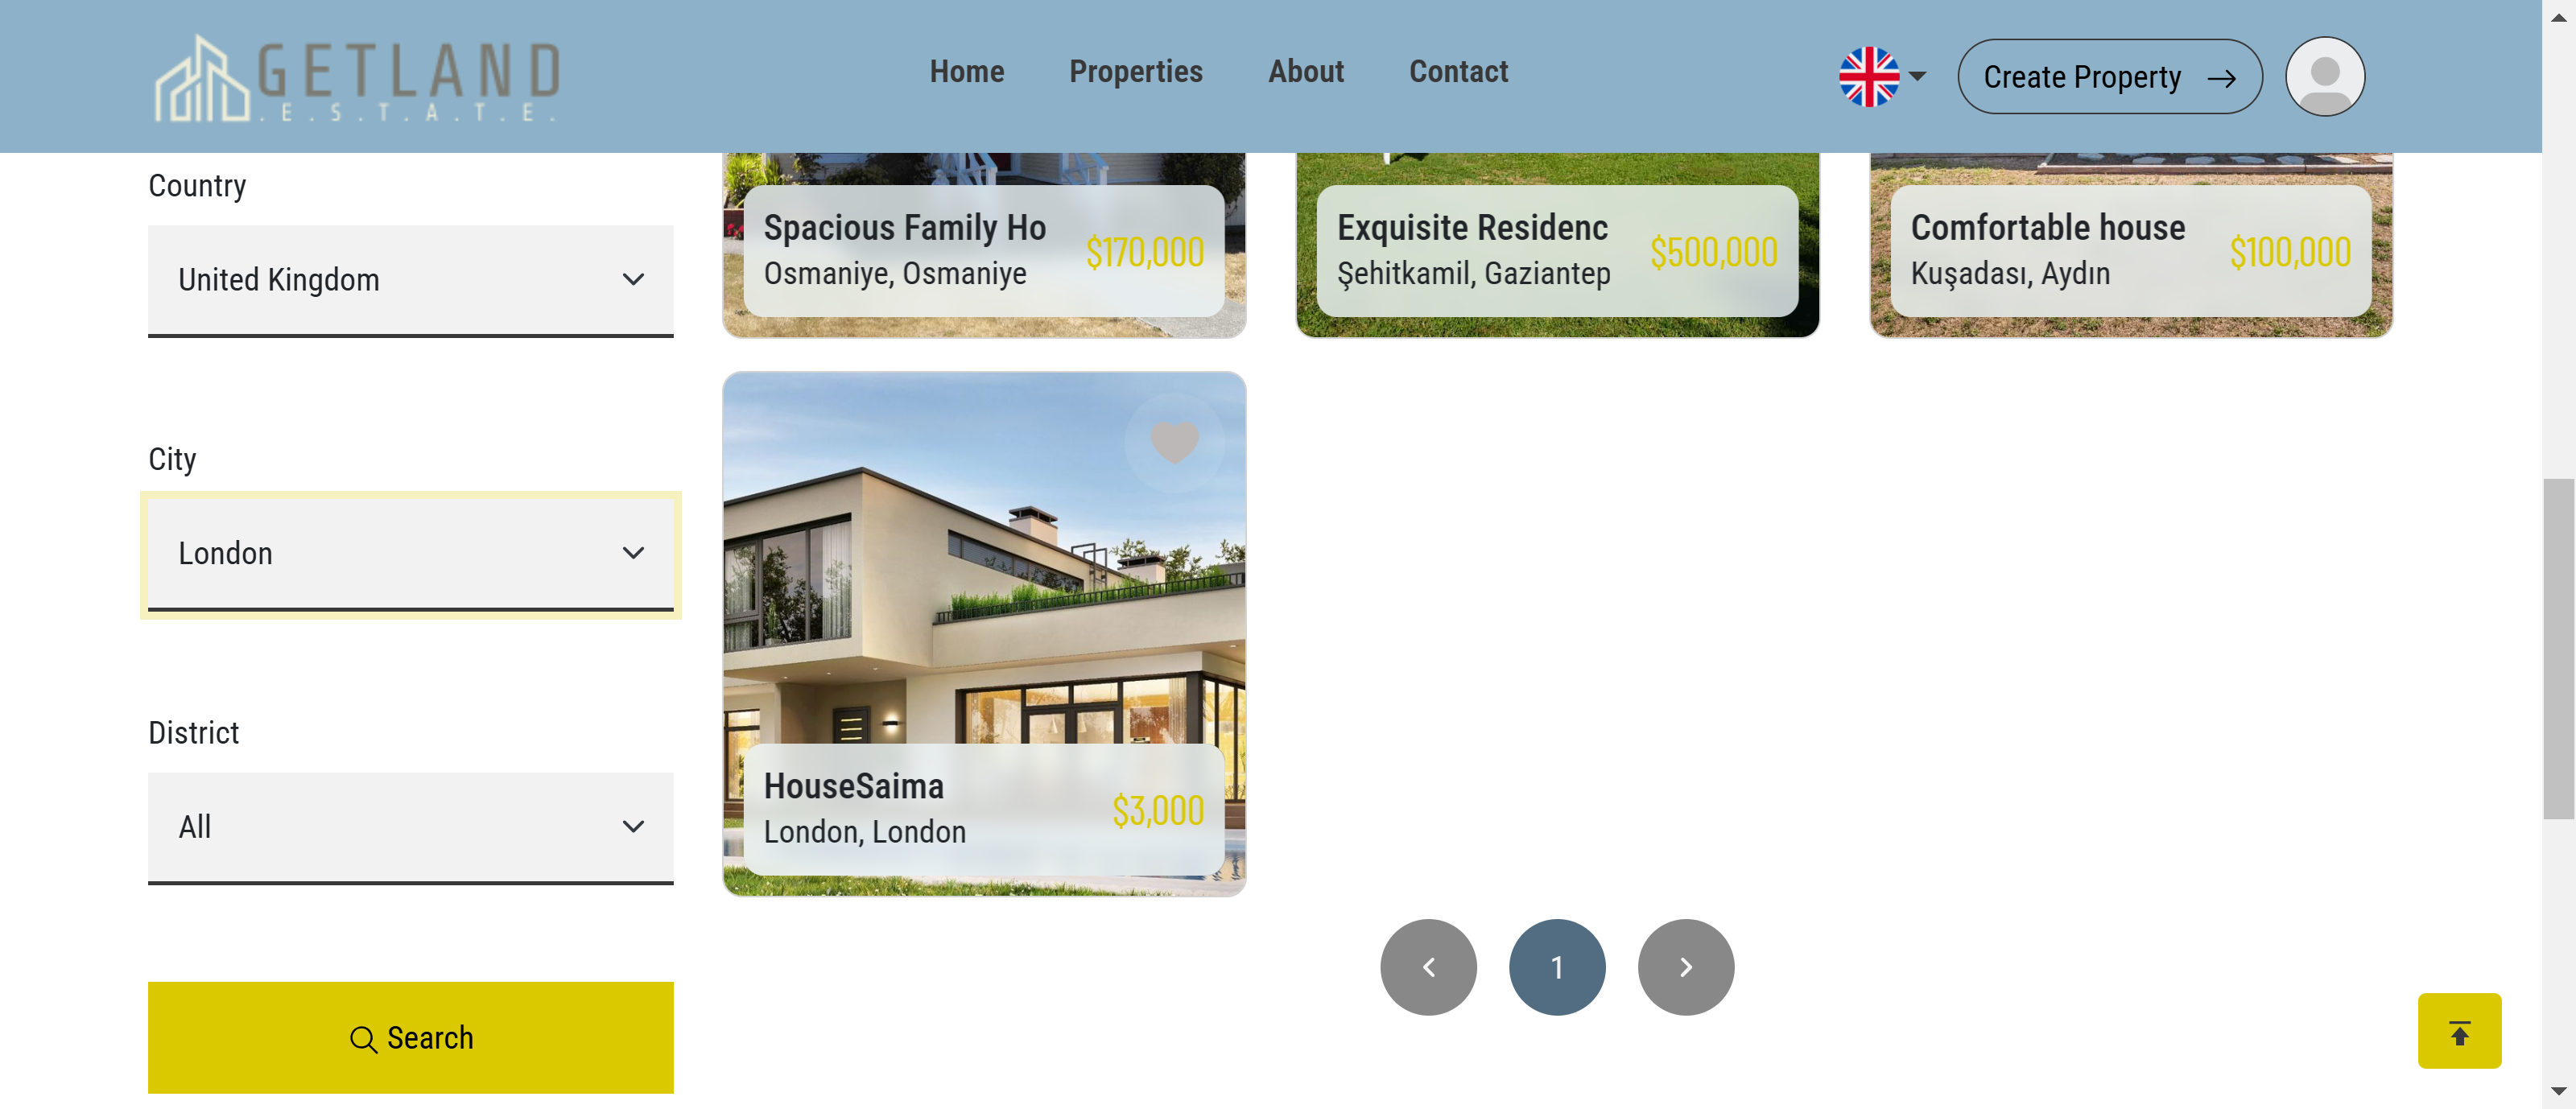 GETLAND
.E.S.T.A.T.E.
Home
Properties
About
Contact
Create Property
Country
United Kingdom
City
London
District
All
Search
Spacious Family Ho
Osmaniye, Osmaniye
$170,000
Exquisite Residenc
Şehitkamil, Gaziantep
$500,000
Comfortable house
Kuşadası, Aydın
$100,000
HouseSaima
London, London
$3,000
1